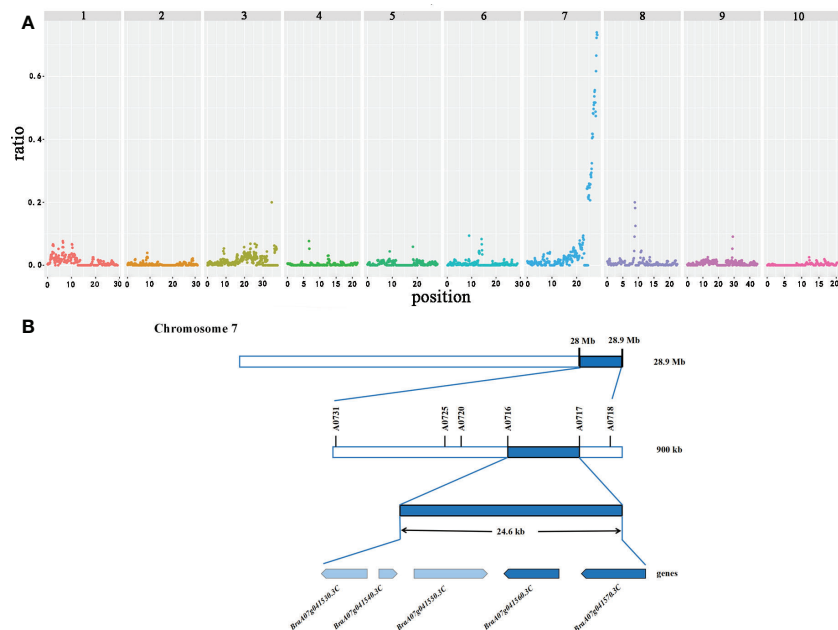 A
1 2 3 4 5 6 7 8 9 10
ratio
0.6
0.4
0.2
0.0
0 10 20 30 0 10 20 30 0 10 20 30 0 5 10 15 20 0 5 10 15 20 0 10 20 30 0 10 20 0 5 10 15 20 0 10 20 30 40 0 5 10 15 20
position
B
Chromosome 7
28 Mb 28.9 Mb
28.9 Mb
A0731 A0725 A0720 A0716 A0717 A0718
900 kb
24.6 kb
genes
BraA07g041530.3C BraA07g041540.3C BraA07g041550.3C BraA07g041560.3C BraA07g041570.3C